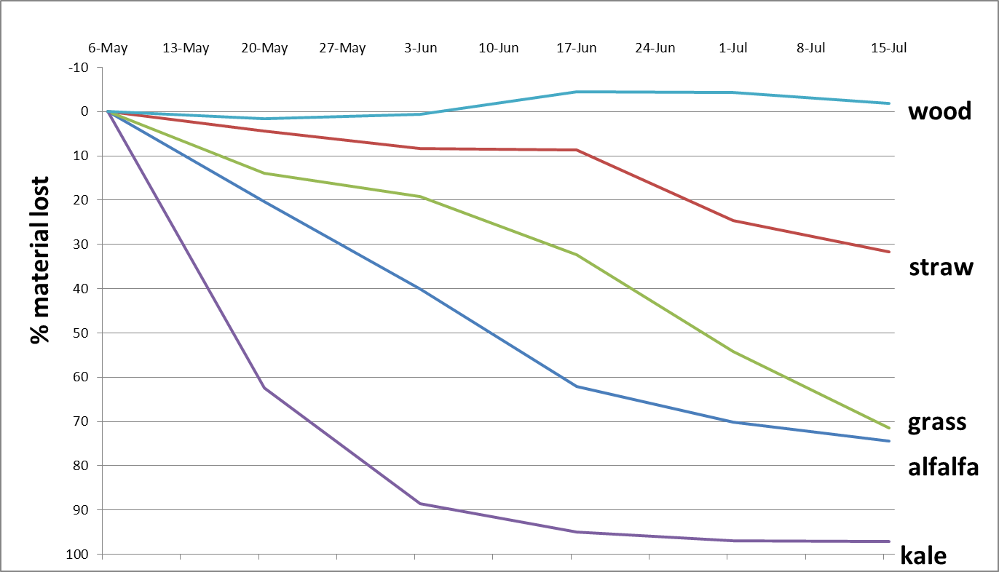 6-May 13-May 20-May 27-May 3-Jun 10-Jun 17-Jun 24-Jun 1-Jul 8-Jul 15-Jul
-10
0
10
20
30
40
50
60
70
80
90
100
% material lost
wood
straw
grass
alfalfa
kale